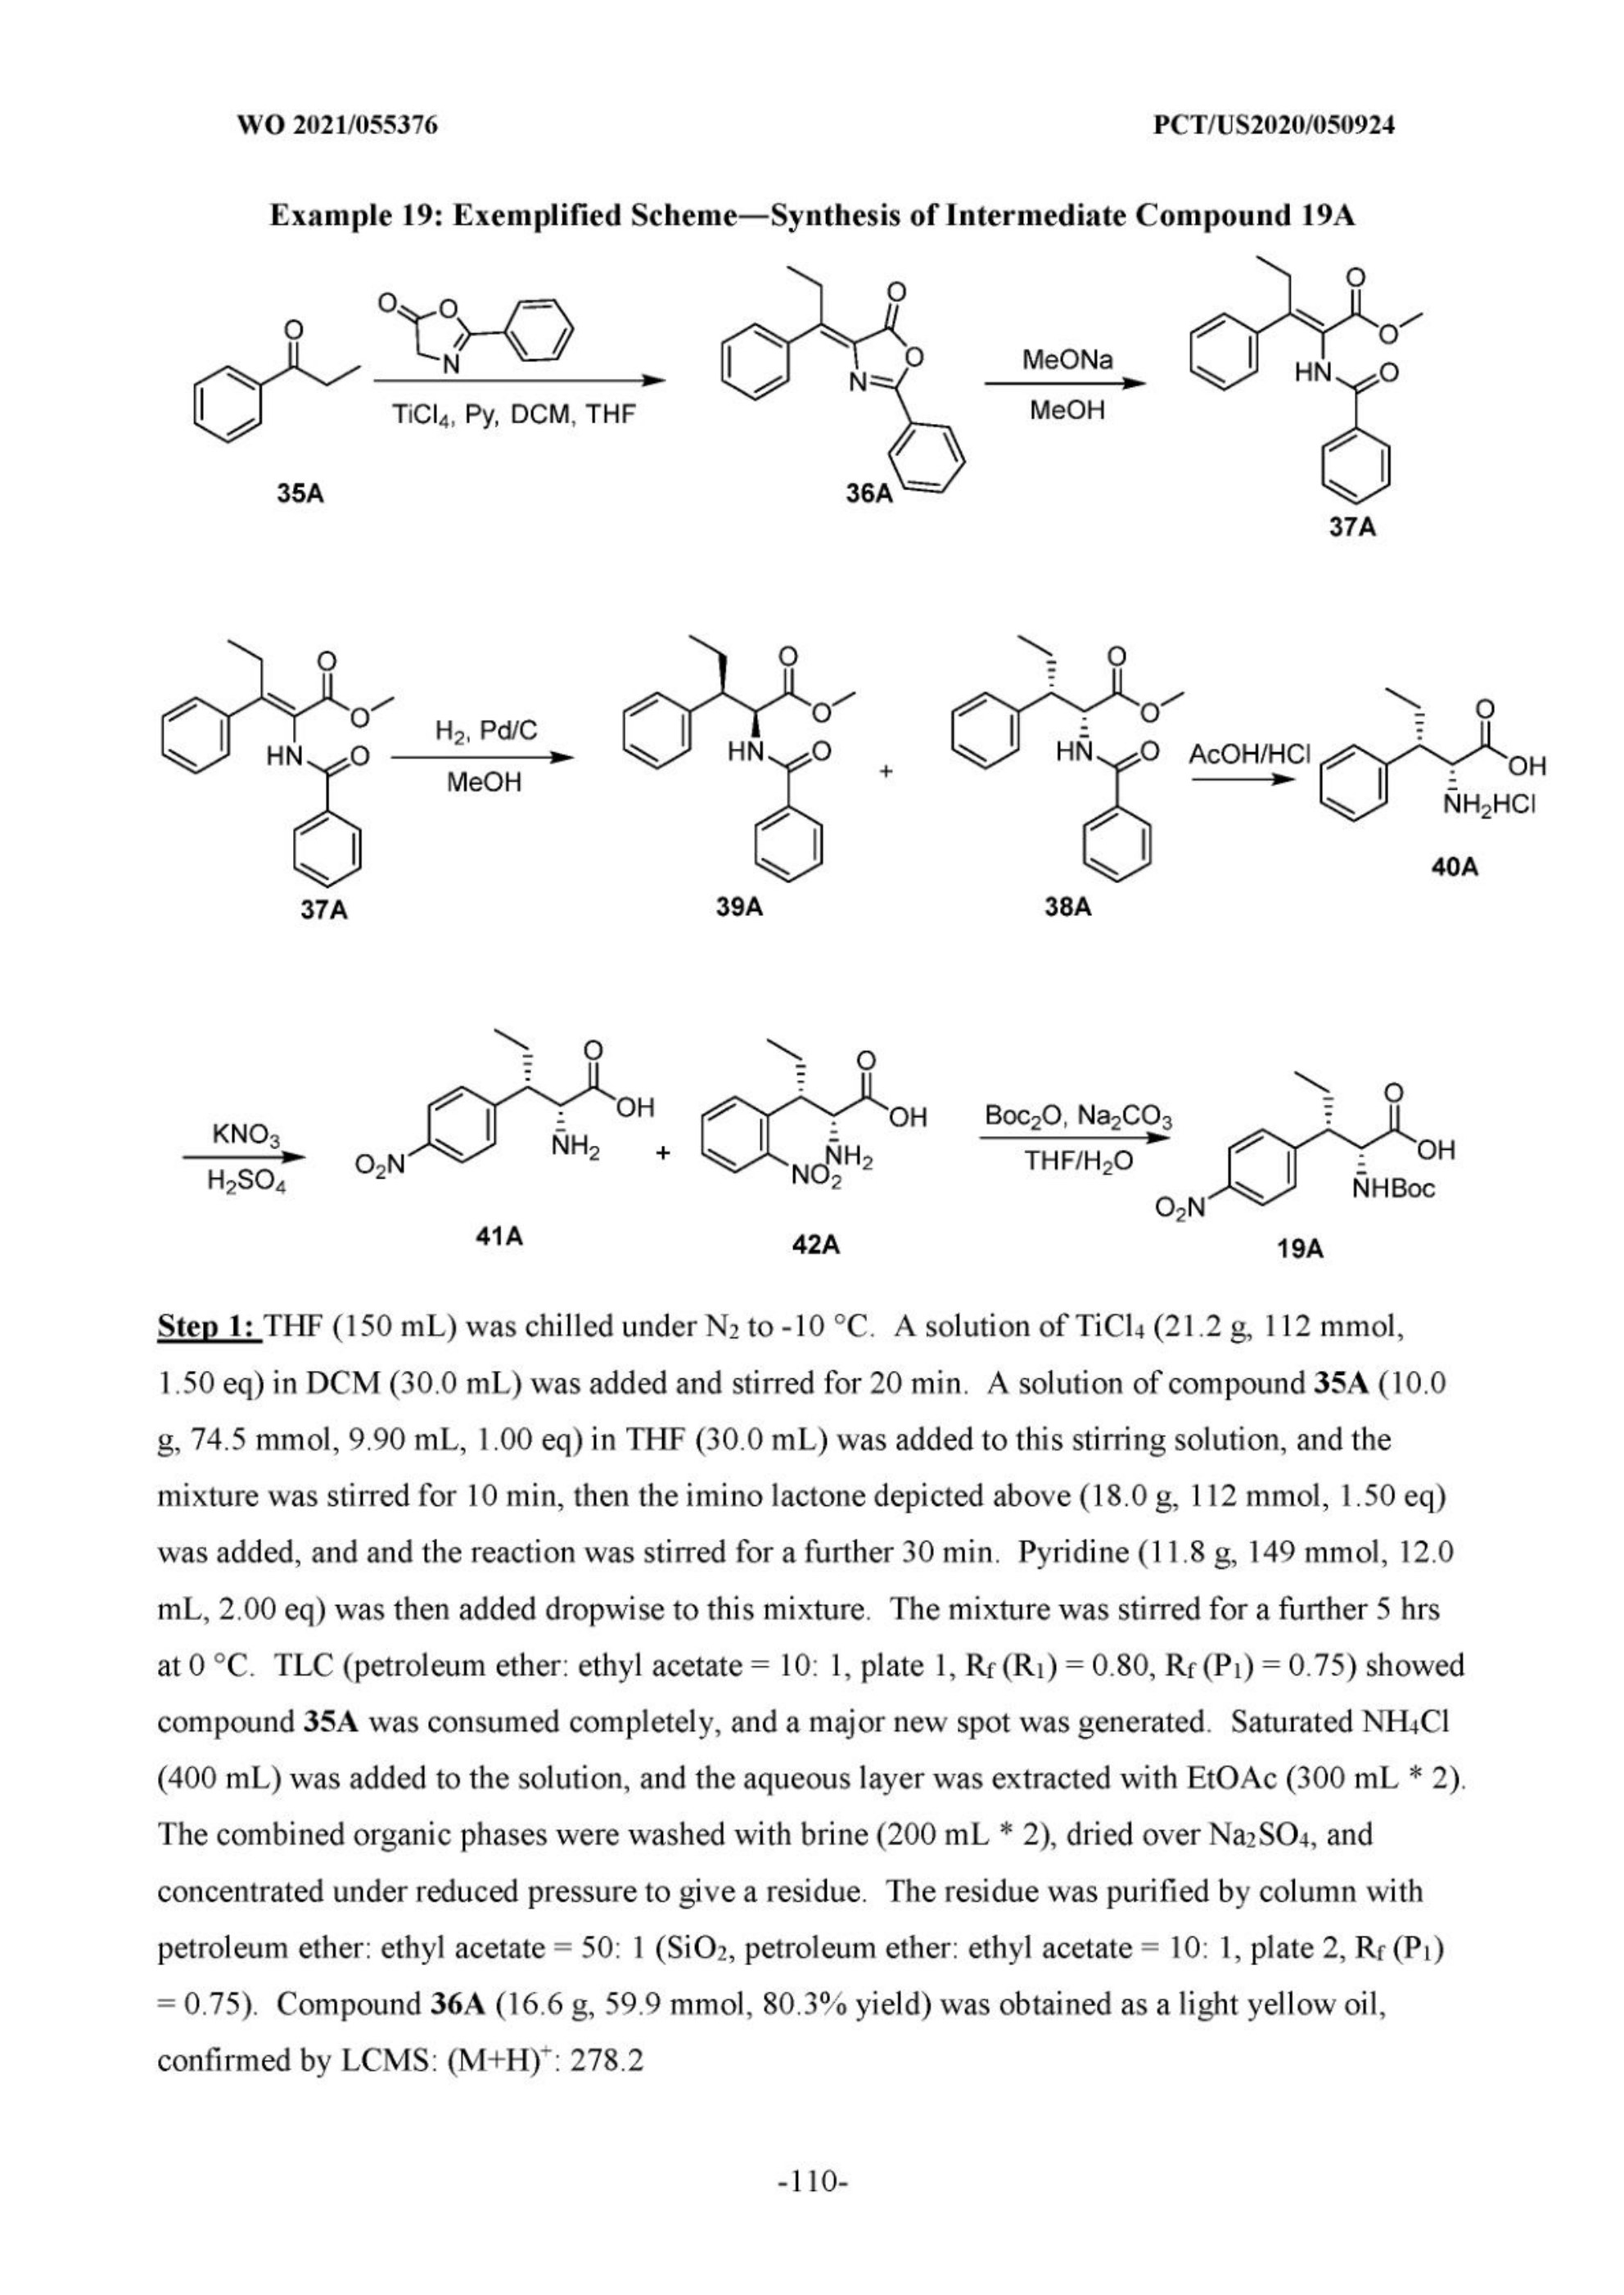 WO 2021/055376 PCT/US2020/050924
Example 19: Exemplified Scheme—Synthesis of Intermediate Compound 19A
O
O O
N
TiCl4, Py, DCM, THF
35A
O
O
N
36A
MeONa
MeOH
O
O
HN O
37A
O
O
HN O
37A
H2, Pd/C
MeOH
O
O
HN O
39A
+
O
O
HN O
38A
AcOH/HCl
O
OH
NH2HCl
40A
KNO3
H2SO4
O
OH
NH2
O2N
41A
+
O
OH
NH2
NO2
42A
Boc2O, Na2CO3
THF/H2O
O
OH
NHBoc
O2N
19A
Step 1: THF (150 mL) was chilled under N2 to -10 °C. A solution of TiCl4 (21.2 g, 112 mmol,
1.50 eq) in DCM (30.0 mL) was added and stirred for 20 min. A solution of compound 35A (10.0
g, 74.5 mmol, 9.90 mL, 1.00 eq) in THF (30.0 mL) was added to this stirring solution, and the
mixture was stirred for 10 min, then the imino lactone depicted above (18.0 g, 112 mmol, 1.50 eq)
was added, and and the reaction was stirred for a further 30 min. Pyridine (11.8 g, 149 mmol, 12.0
mL, 2.00 eq) was then added dropwise to this mixture. The mixture was stirred for a further 5 hrs
at 0 °C. TLC (petroleum ether: ethyl acetate = 10: 1, plate 1, Rf (R1) = 0.80, Rf (P1) = 0.75) showed
compound 35A was consumed completely, and a major new spot was generated. Saturated NH4Cl
(400 mL) was added to the solution, and the aqueous layer was extracted with EtOAc (300 mL * 2).
The combined organic phases were washed with brine (200 mL * 2), dried over Na2SO4, and
concentrated under reduced pressure to give a residue. The residue was purified by column with
petroleum ether: ethyl acetate = 50: 1 (SiO2, petroleum ether: ethyl acetate = 10: 1, plate 2, Rf (P1)
= 0.75). Compound 36A (16.6 g, 59.9 mmol, 80.3% yield) was obtained as a light yellow oil,
confirmed by LCMS: (M+H)+: 278.2
-110-